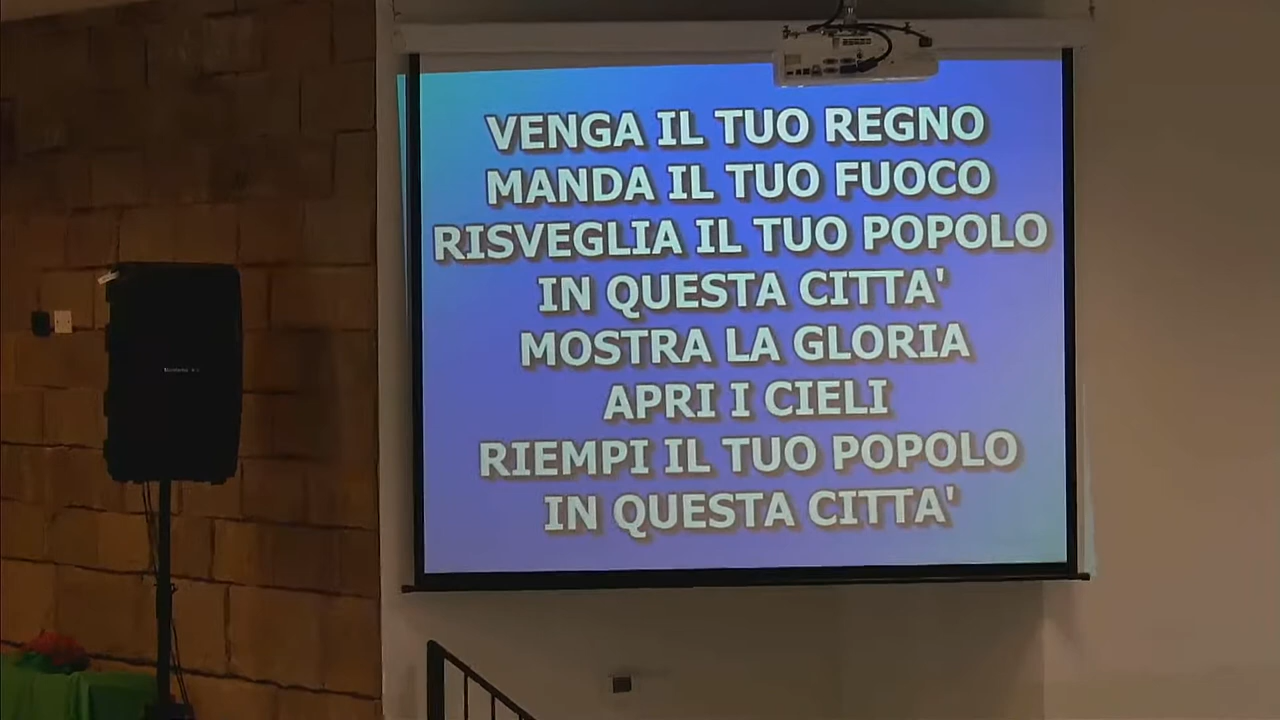 VENGA IL TUO REGNO
MANDA IL TUO FUOCO
RISVEGLIA IL TUO POPOLO
IN QUESTA CITTA'
MOSTRA LA GLORIA
APRI I CIELI
RIEMPI IL TUO POPOLO
IN QUESTA CITTA'